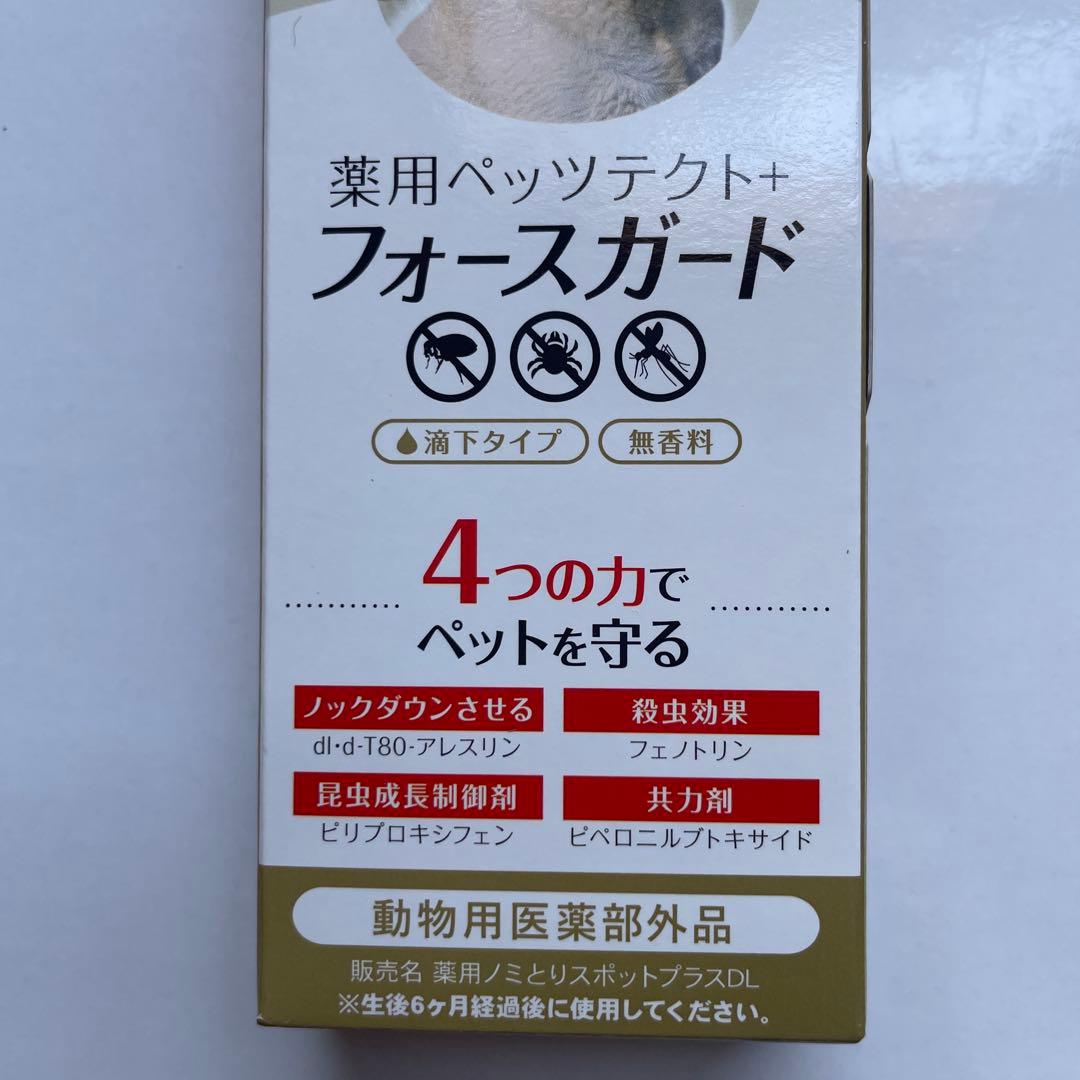 薬用ペッツテクト+
フォースガード
滴下タイプ 無香料
4つの力で
ペットを守る
ノックダウンさせる 殺虫効果
dl・d-T80-アレスリン フェノトリン
昆虫成長制御剤 共力剤
ピリプロキシフェン ピペロニルブトキサイド
動物用医薬部外品
販売名 薬用ノミとりスポットプラスDL
※生後6ヶ月経過後に使用してください。